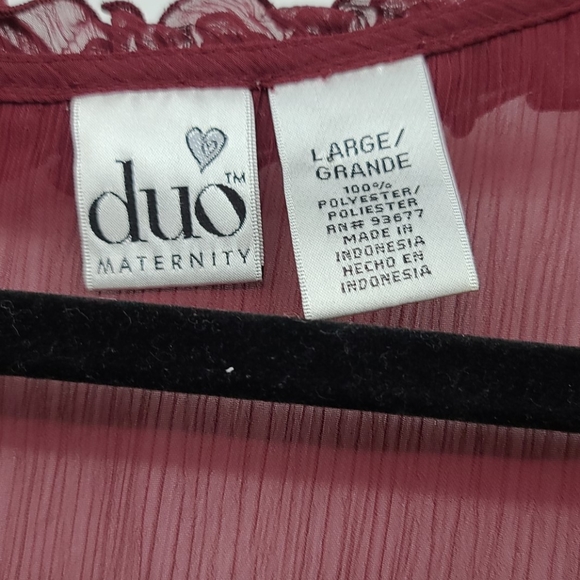 duo™
MATERNITY
LARGE/
GRANDE
100%
POLYESTER/
POLIESTER
RN# 93677
MADE IN
INDONESIA
HECHO EN
INDONESIA